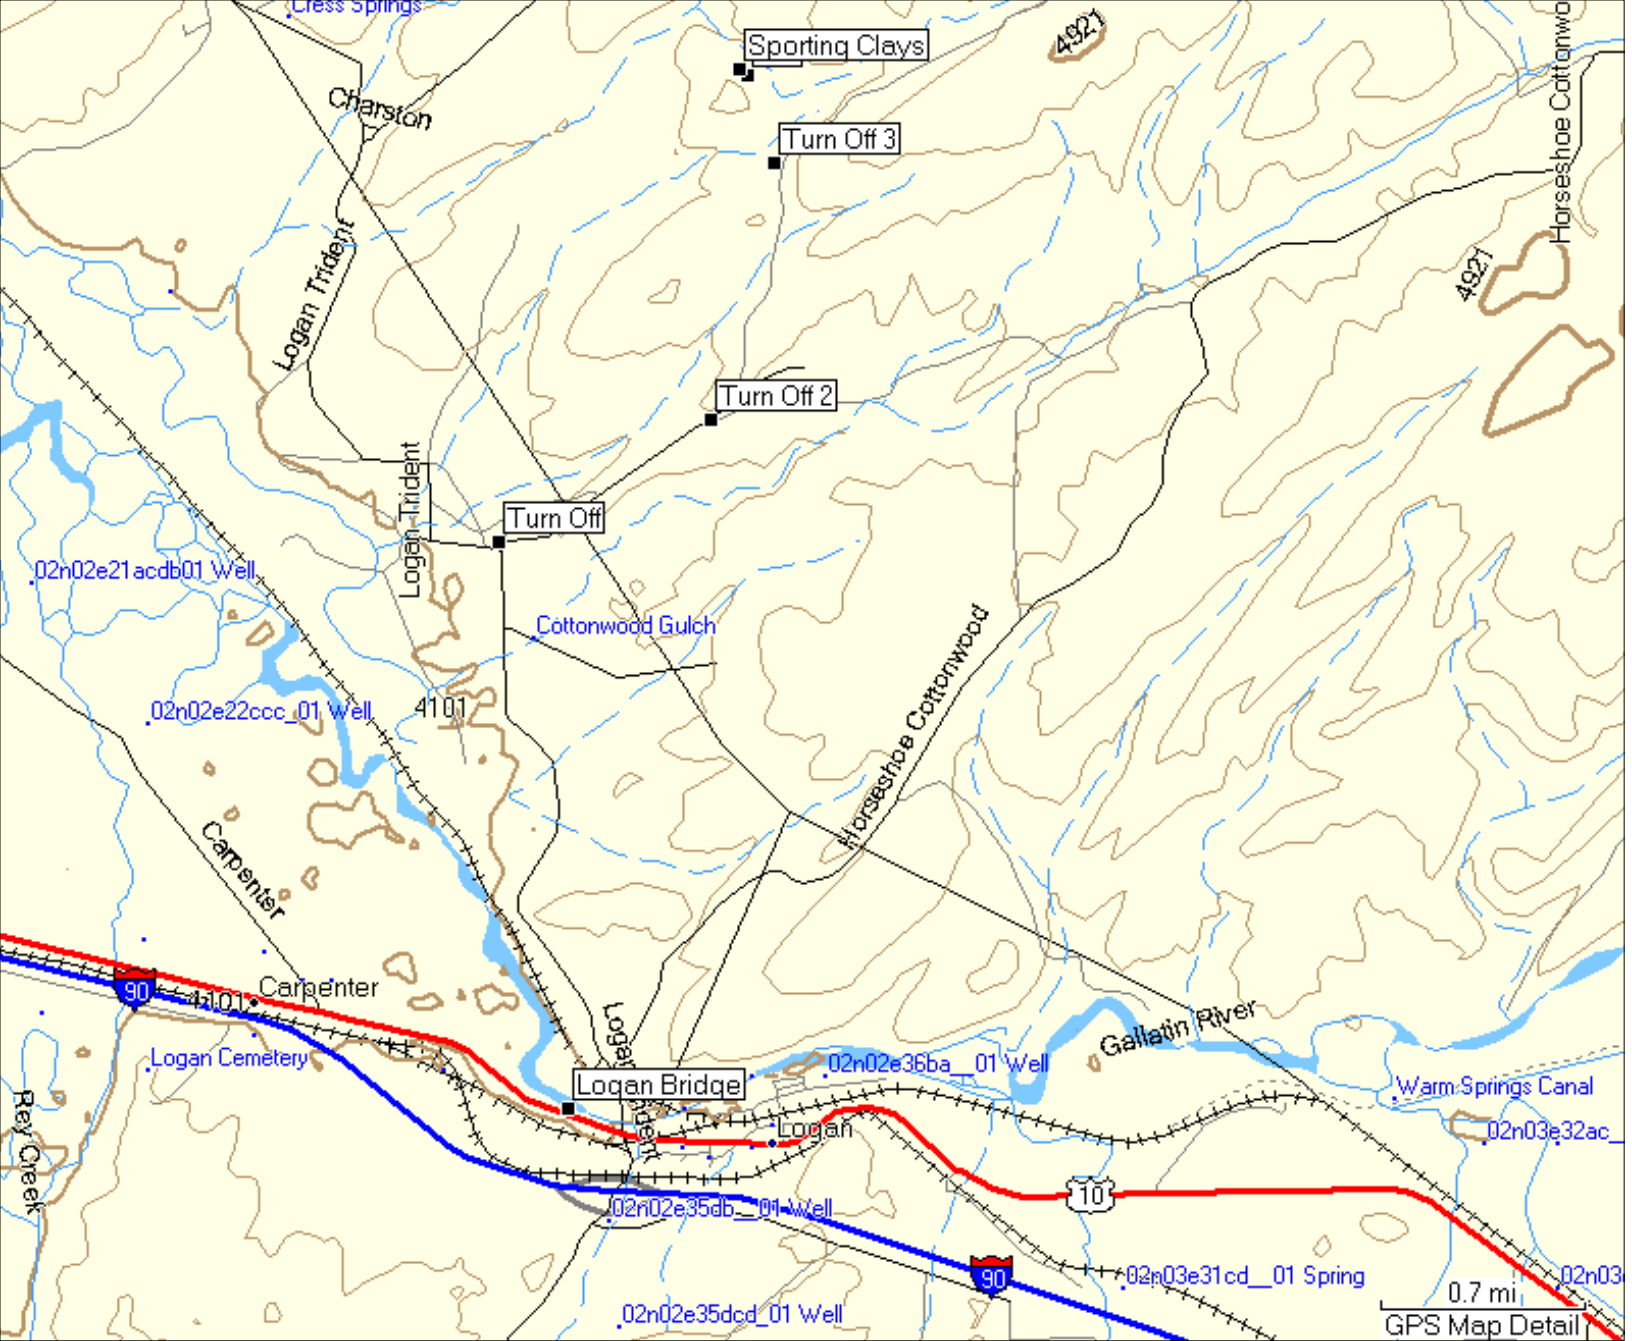 Cress Springs
4921
Sporting Clays
Charston
Horseshoe Cottonwo
Turn Off 3
Logan Trident
4921
Turn Off 2
Logan Trident
Turn Off
02n02e21acdb01 Well
Cottonwood Gulch
Horseshoe Cottonwood
02n02e22ccc_01 Well
4101
Carpenter
90
4101
Carpenter
Gallatin River
Logan Cemetery
02n02e36ba__01 Well
Logan Bridge
Warm Springs Canal
Rey Creek
Logan
02n03e32ac_
10
02n02e35db__01 Well
90
02n03e31cd__01 Spring
02n03
0.7 mi
02n02e35dcd_01 Well
GPS Map Detail